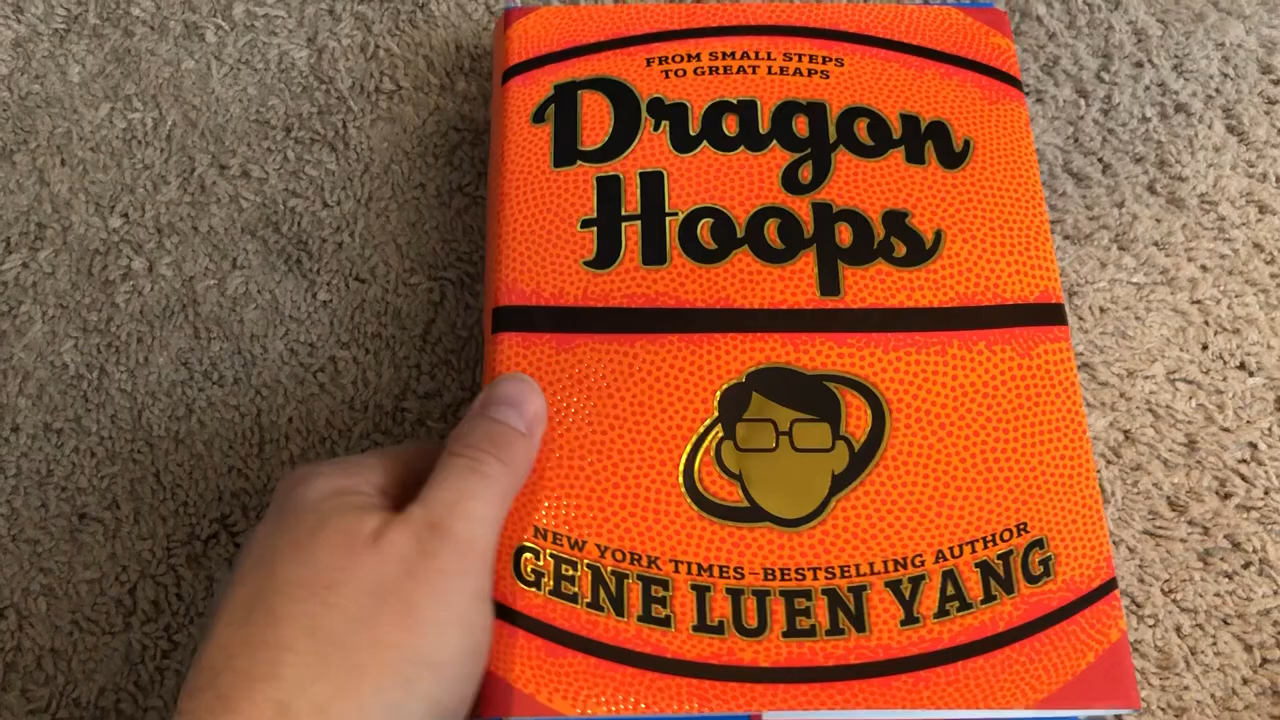 FROM SMALL STEPS
TO GREAT LEAPS
Dragon
Hoops
NEW YORK TIMES-BESTSELLING AUTHOR
GENE LUEN YANG